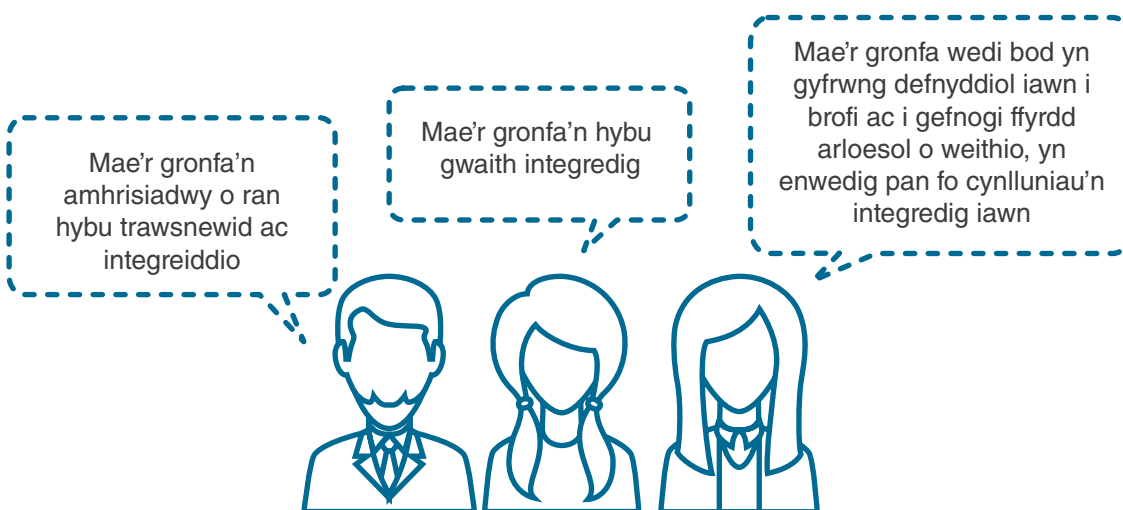 Mae'r gronfa'n
amhrisiadwy o ran
hybu trawsnewid ac
integreiddio
Mae'r gronfa'n hybu
gwaith integredig
Mae'r gronfa wedi bod yn
gyfrwng defnyddiol iawn i
brofi ac i gefnogi ffyrdd
arloesol o weithio, yn
enwedig pan fo cynlluniau'n
integredig iawn